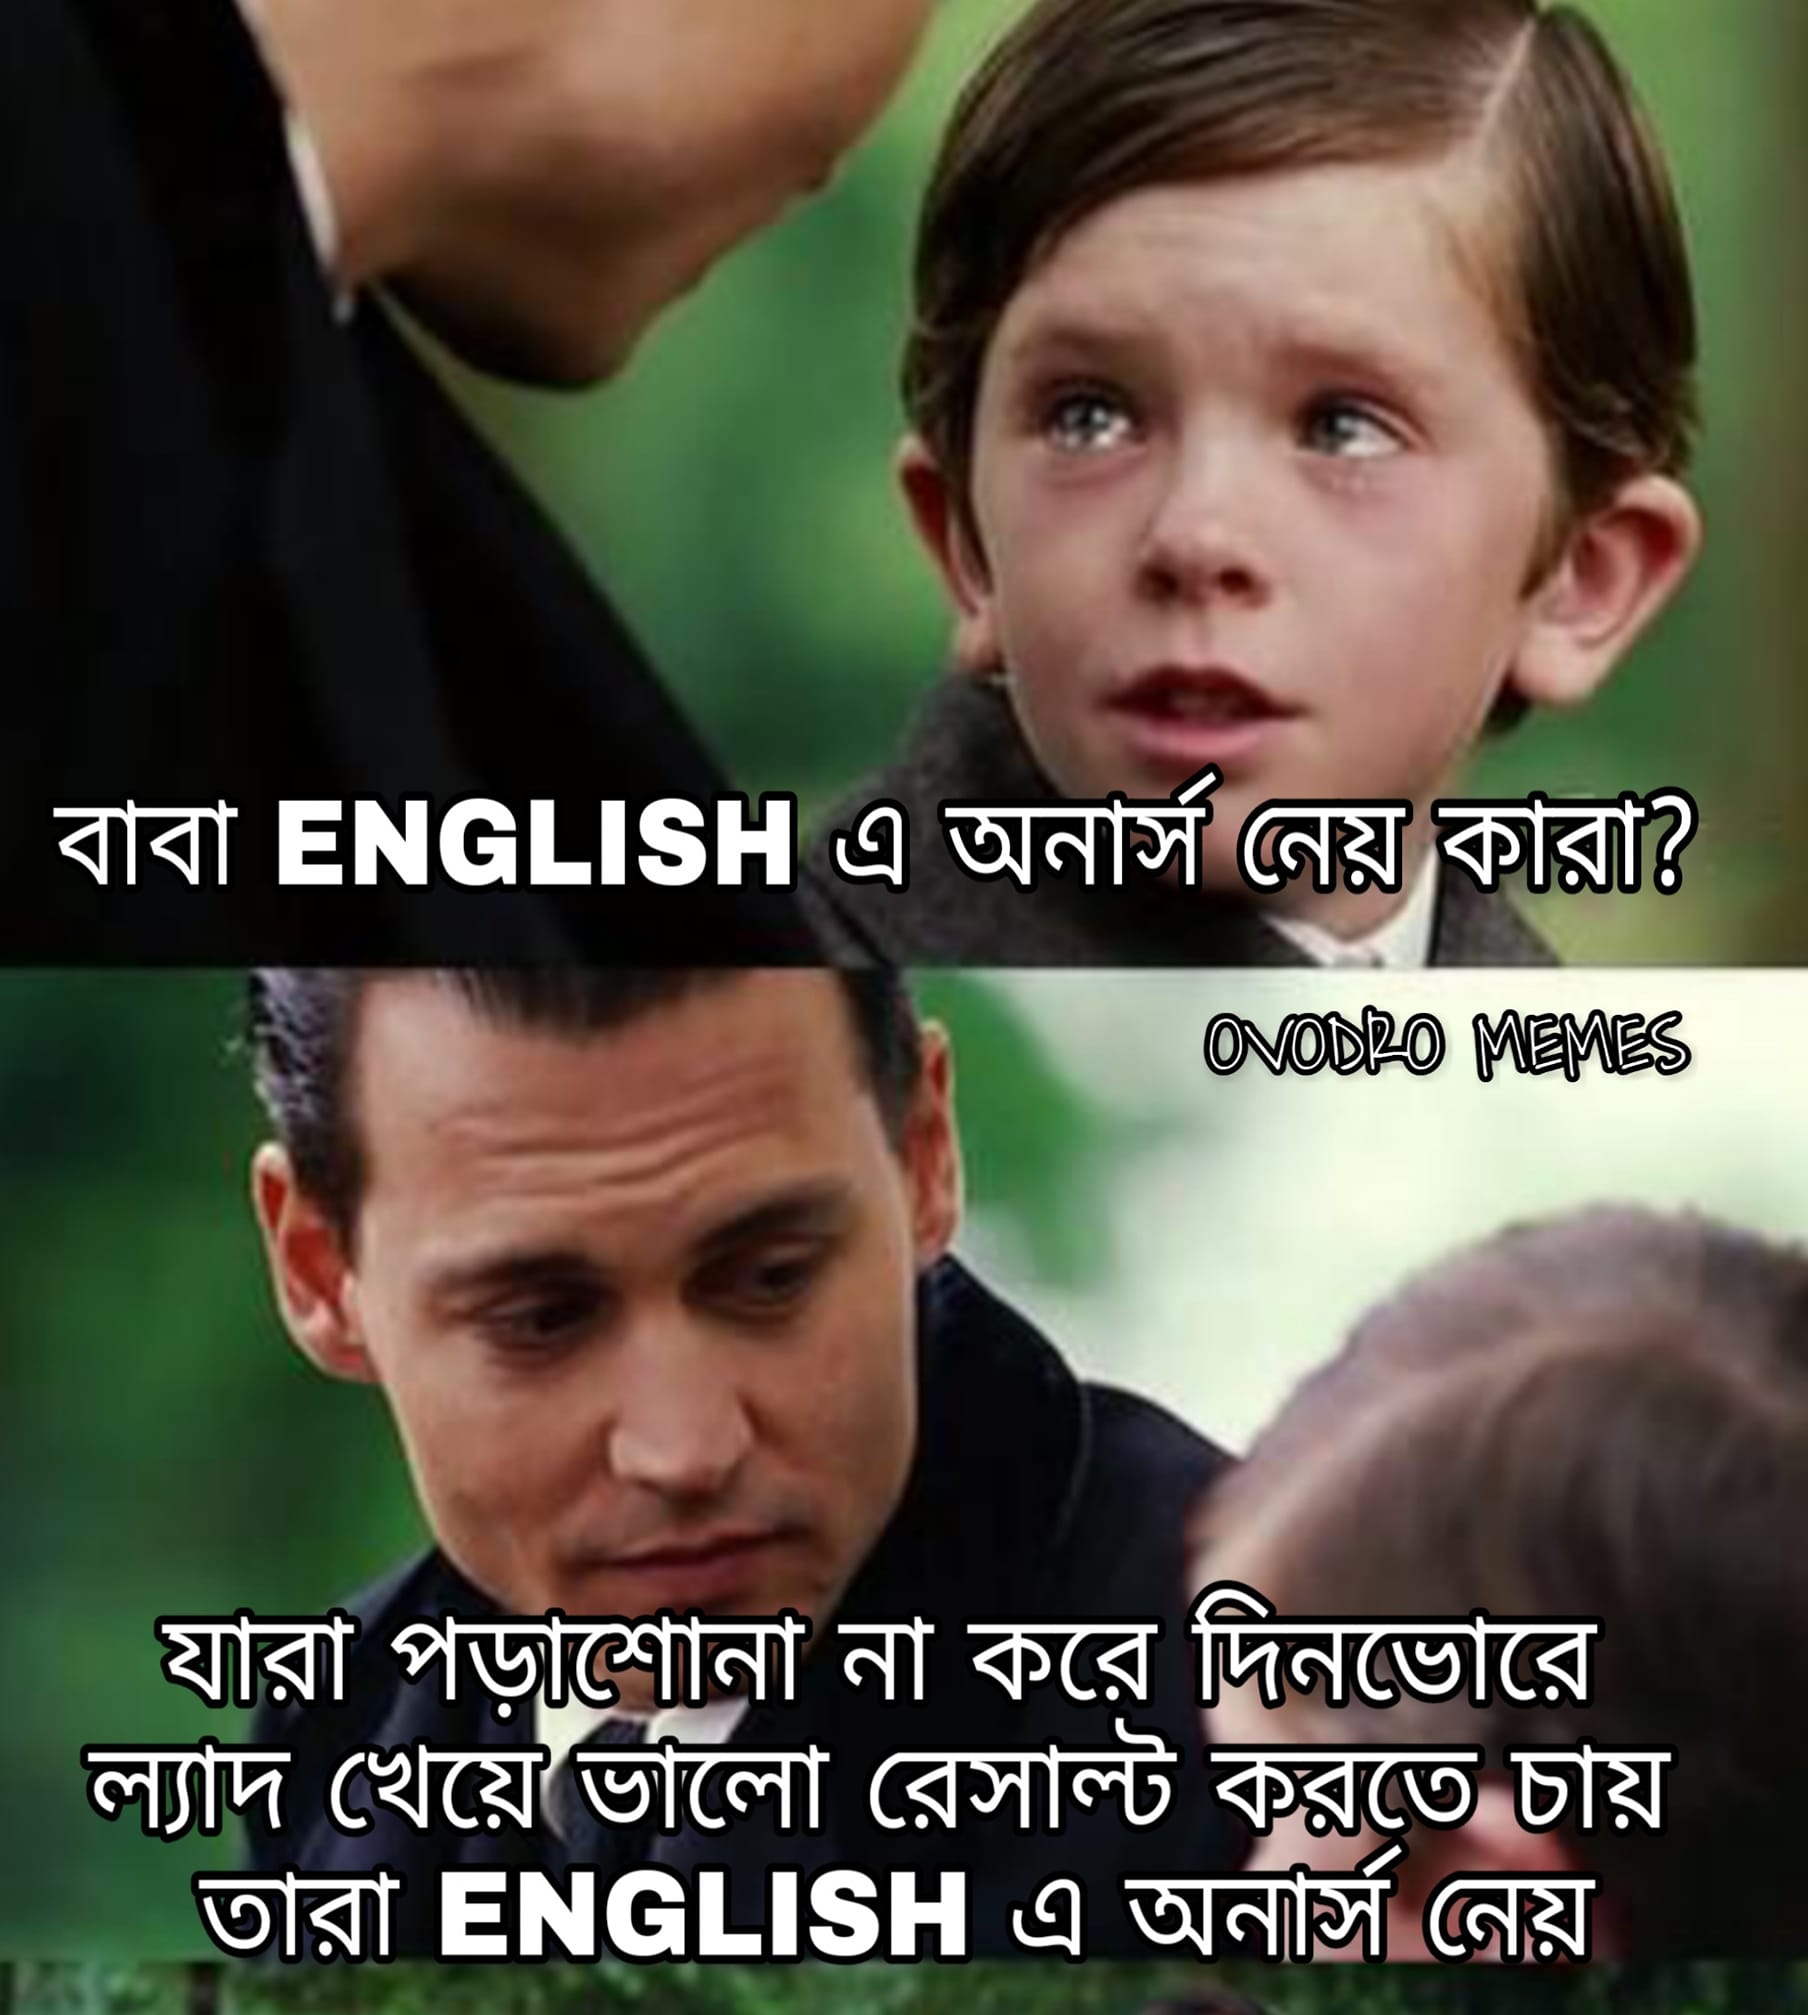 বাবা ENGLISH এ অনার্স নেয় কারা?
OVODRO MEMES
যারা পড়াশোনা না করে দিনভোরে
ল্যাদ খেয়ে ভালো রেসাল্ট করতে চায়
তারা ENGLISH এ অনার্স নেয়